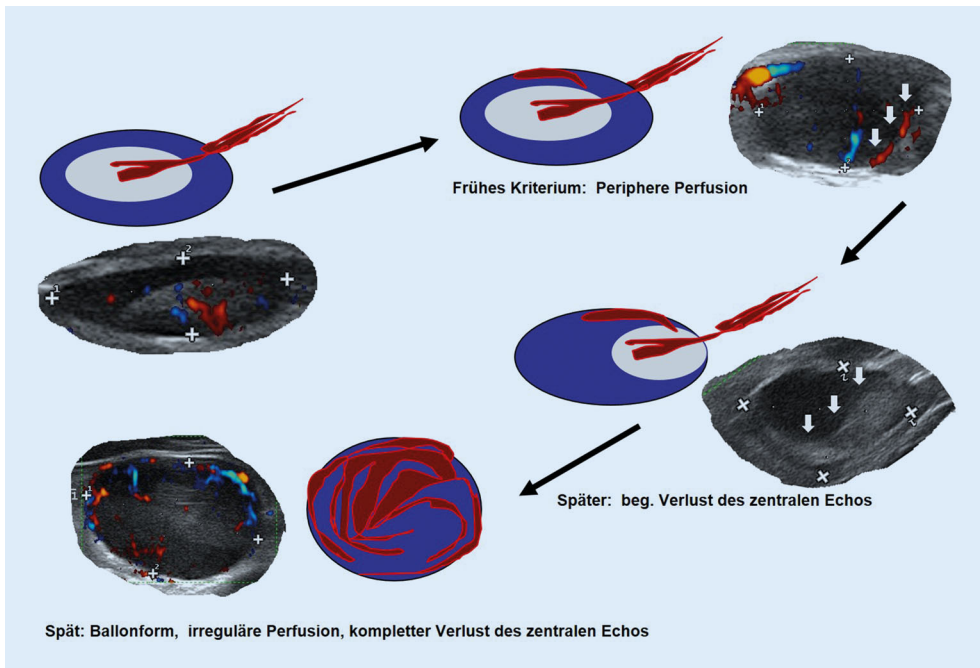 Frühes Kriterium: Periphere Perfusion
Später: beg. Verlust des zentralen Echos
Spät: Ballonform, irreguläre Perfusion, kompletter Verlust des zentralen Echos